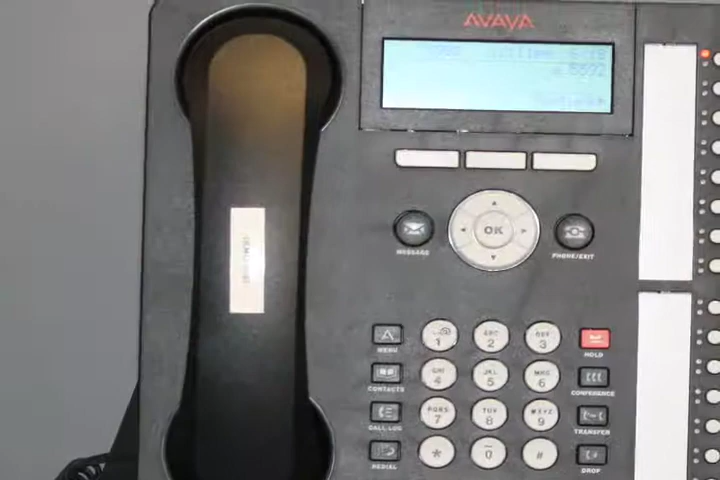 AVAYA
OK
MESSAGE
PHONE/EXIT
1
ABC
2
DEF
3
MENU
HOLD
GHI
4
JKL
5
MNO
6
CONTACTS
CONFERENCE
PQRS
7
TUV
8
WXYZ
9
CALL LOG
TRANSFER
*
0
#
REDIAL
DROP